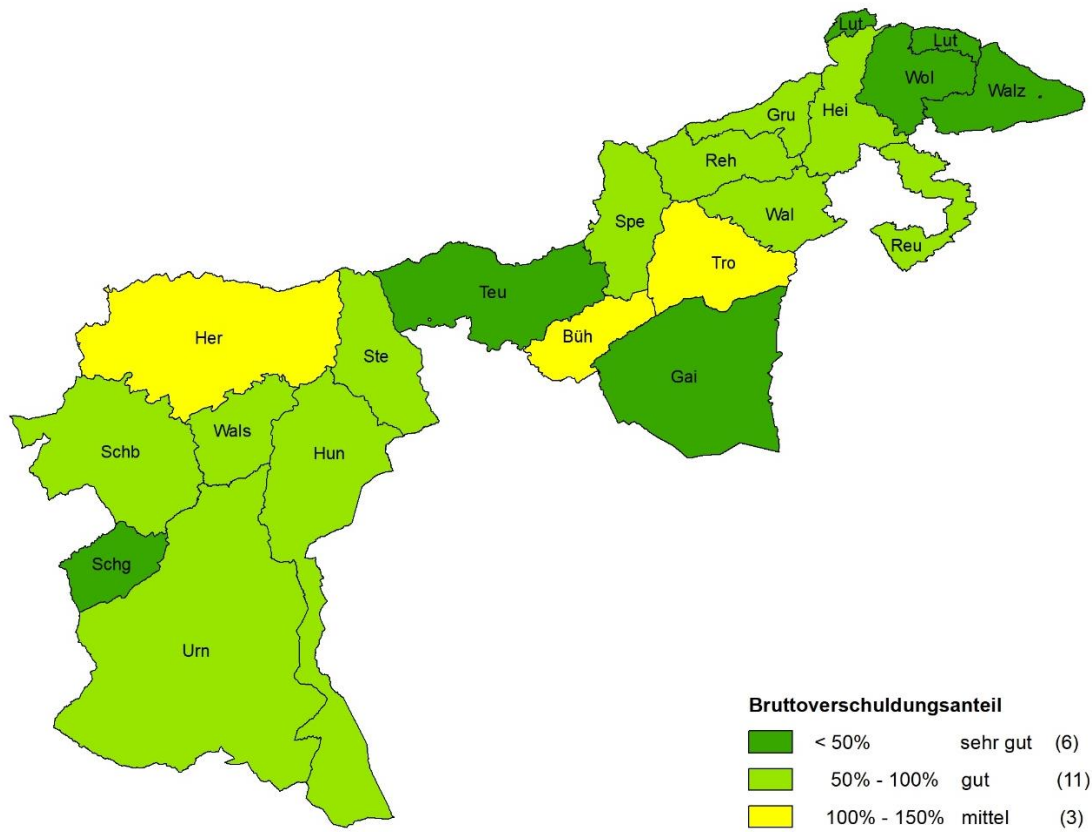 Lut
Lut
Wol
Walz
Gru
Hei
Reh
Wal
Spe
Reu
Tro
Teu
Her
Büh
Ste
Gai
Wals
Schb
Hun
Schg
Urn
Bruttoverschuldungsanteil
< 50% sehr gut (6)
50% - 100% gut (11)
100% - 150% mittel (3)